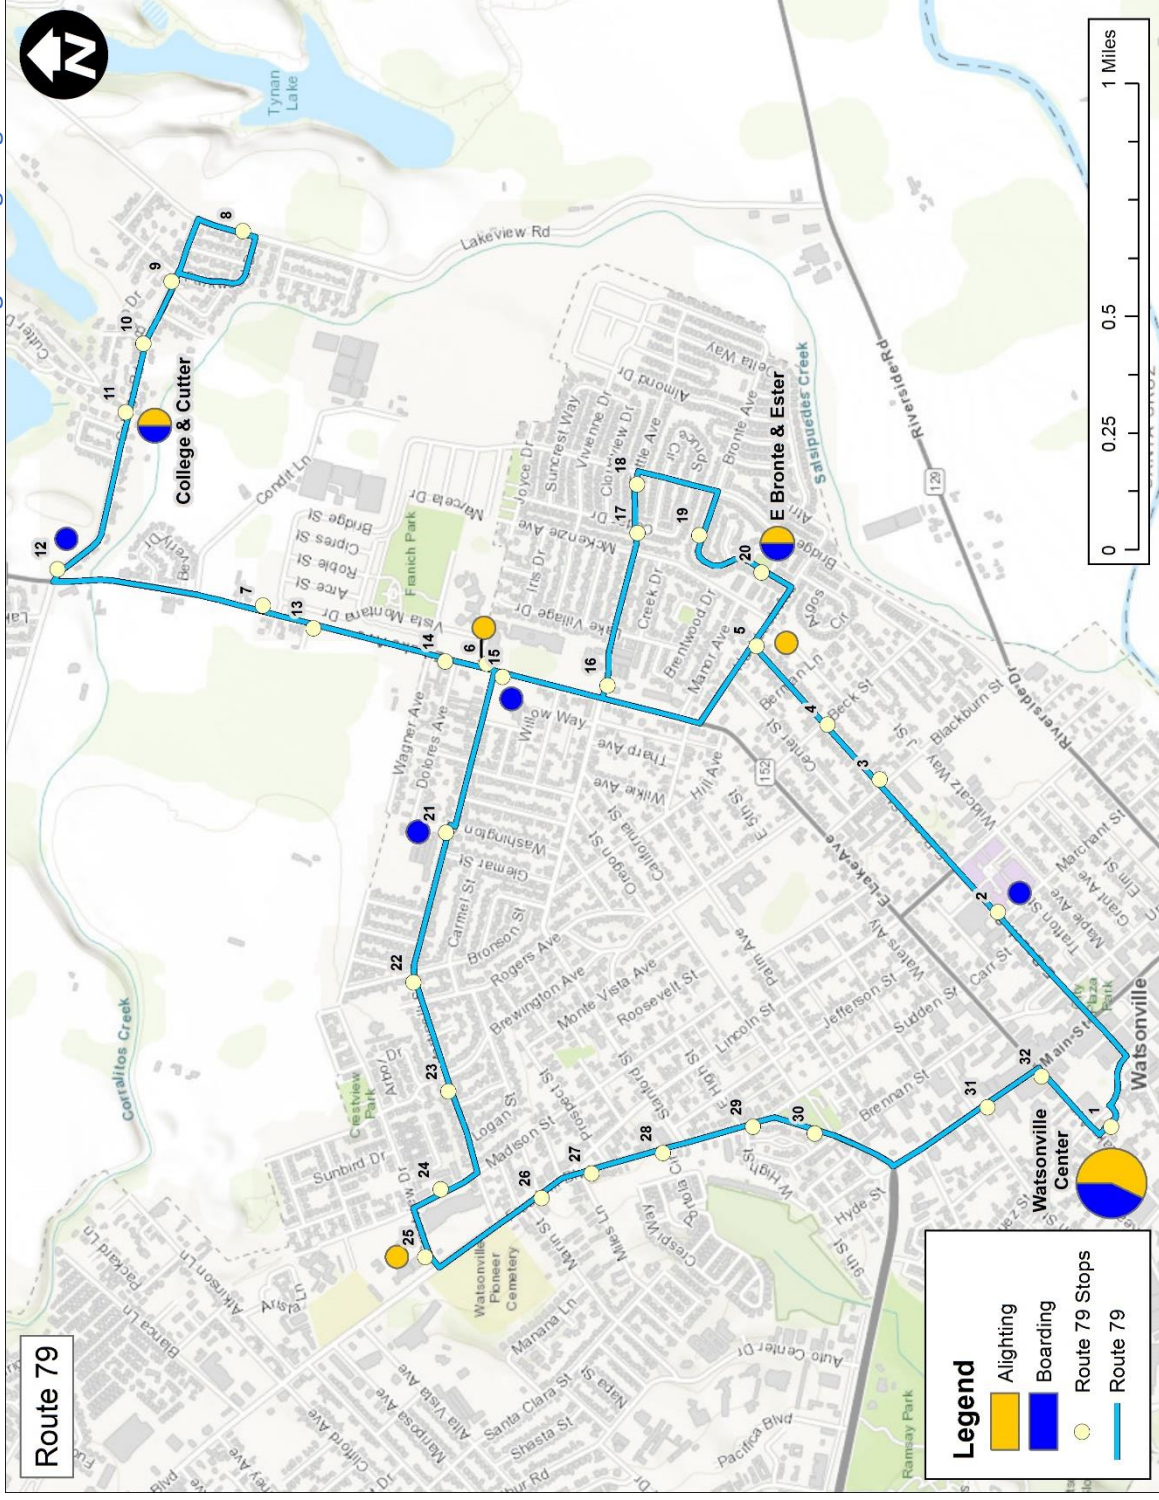 Route 79
N
Tynan
Lake
Lakeview Rd
Cutter Dr
8
9
10
11
12
College & Cutter
Conditt Ln
Corralitos Creek
Bridge St
Cipres St
Roble St
Arce St
Vista Montana Dr
Marcela Dr
Franich Park
7
13
14
6
15
Joyce Dr
Suncrest Way
Vivienne Dr
Delta Way
Almond Dr
Bronte Ave
McKenzie Ave
Iris Dr
Lake Village Dr
Creek Dr
Brentwood Dr
Manor Ave
18
17
19
20
16
5
E Bronte & Ester
Salsipuedes Creek
Riverside Rd
129
Wagner Ave
Dolores Ave
Willow Way
Tharp Ave
Wilkie Ave
Hill Ave
152
21
Washington
Carmel St
Bronson St
Rogers Ave
Oregon St
California St
E 5th St
Center St
Berman Ln
Beck St
Blackburn St
Riverside Dr
Wildcatz Way
Marchant St
Elm St
Grant Ave
Maple Ave
4
3
2
22
23
24
25
26
27
28
29
30
31
32
1
Crestview
Park
Sunbird Dr
Logan St
Madison St
Prospect St
Brewington Ave
Monte Vista Ave
Roosevelt St
Stanford St
Palm Ave
Lincoln St
Jefferson St
Sudden St
Waters Aly
E Lake Ave
Carr St
Brennan St
Main St
Watsonville
Watsonville
Center
Packard Ln
Atkinson Ln
Bianca Ln
Arista Ln
Watsonville
Pioneer
Cemetery
Marin St
Miles Ln
Crespi Way
W High St
E High St
Hyde St
9th St
Manana Ln
Auto Center Dr
Clifford Ave
Mariposa Ave
Alta Vista Ave
Santa Clara St
Shasta St
Napa St
Pacifica Blvd
Ramsay Park
Legend
Alighting
Boarding
Route 79 Stops
Route 79
0
0.25
0.5
1 Miles